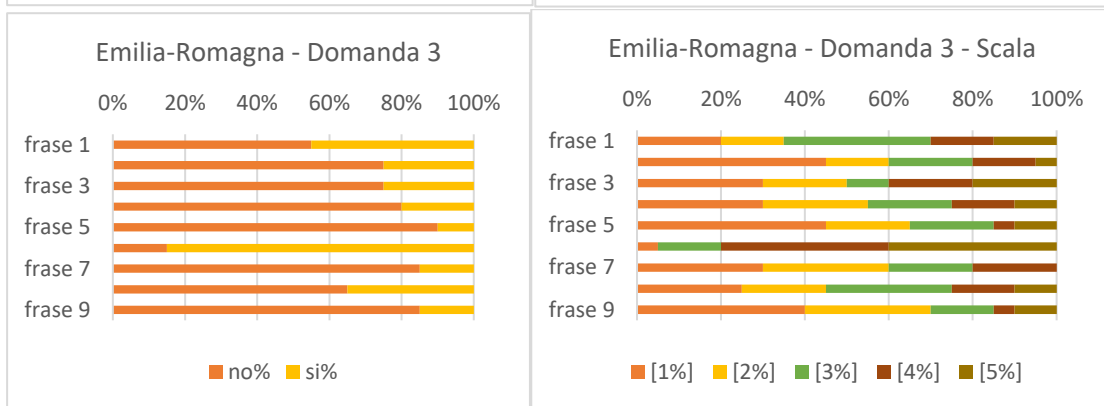 Emilia-Romagna - Domanda 3
0% 20% 40% 60% 80% 100%
frase 1
frase 3
frase 5
frase 7
frase 9
no% si%
Emilia-Romagna - Domanda 3 - Scala
0% 20% 40% 60% 80% 100%
frase 1
frase 3
frase 5
frase 7
frase 9
[1%] [2%] [3%] [4%] [5%]